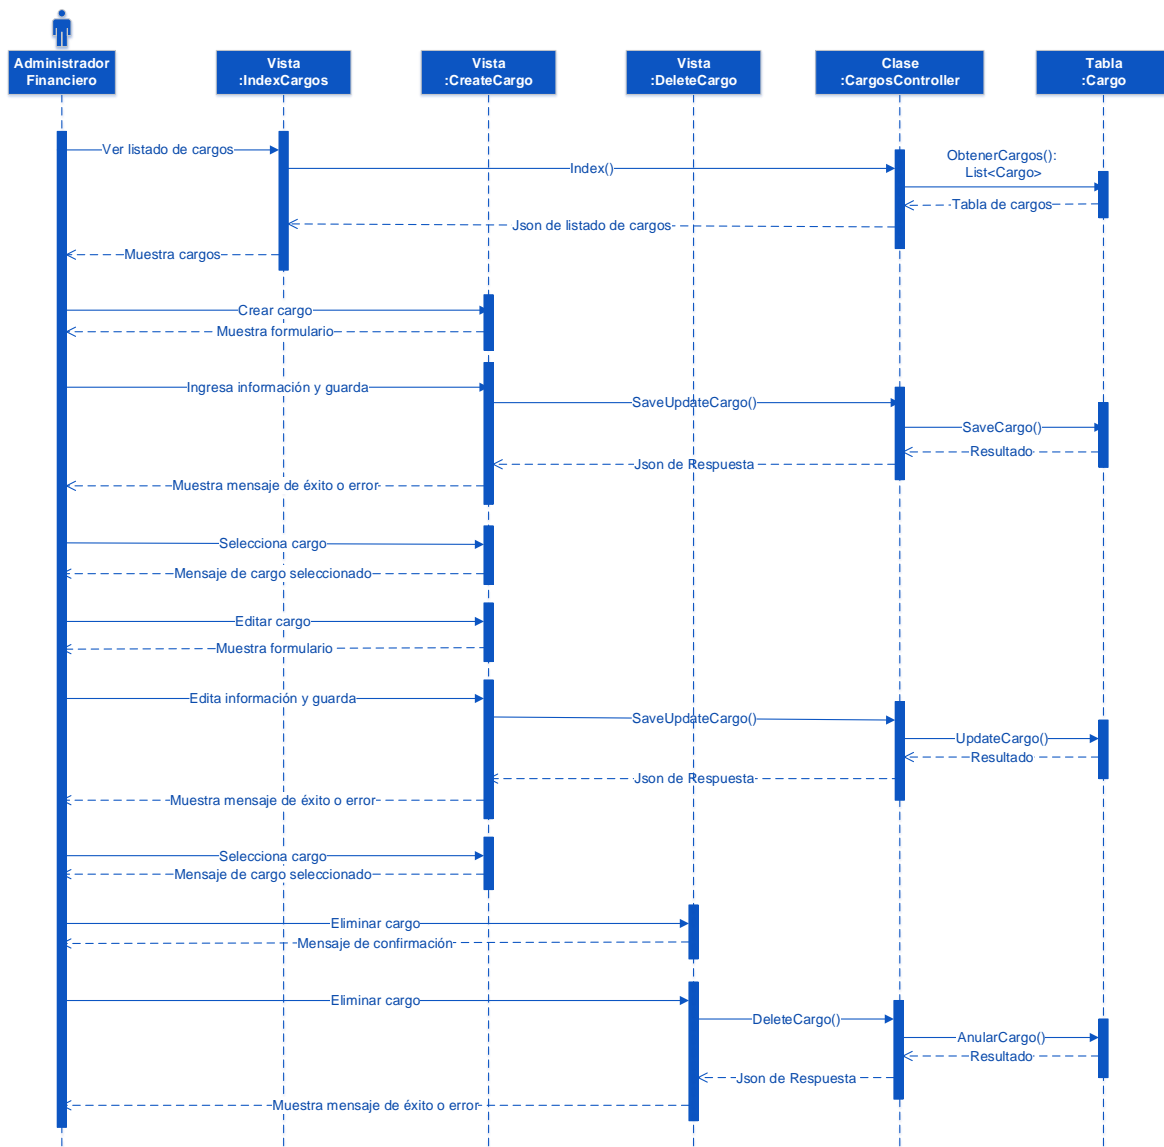 Administrador
Financiero
Vista
:IndexCargos
Vista
:CreateCargo
Vista
:DeleteCargo
Clase
:CargosController
Tabla
:Cargo
Ver listado de cargos
Index()
ObtenerCargos():
List<Cargo>
Tabla de cargos
Json de listado de cargos
Muestra cargos
Crear cargo
Muestra formulario
Ingresa información y guarda
SaveUpdateCargo()
SaveCargo()
Resultado
Json de Respuesta
Muestra mensaje de éxito o error
Selecciona cargo
Mensaje de cargo seleccionado
Editar cargo
Muestra formulario
Edita información y guarda
SaveUpdateCargo()
UpdateCargo()
Resultado
Json de Respuesta
Muestra mensaje de éxito o error
Selecciona cargo
Mensaje de cargo seleccionado
Eliminar cargo
Mensaje de confirmación
Eliminar cargo
DeleteCargo()
AnularCargo()
Resultado
Json de Respuesta
Muestra mensaje de éxito o error